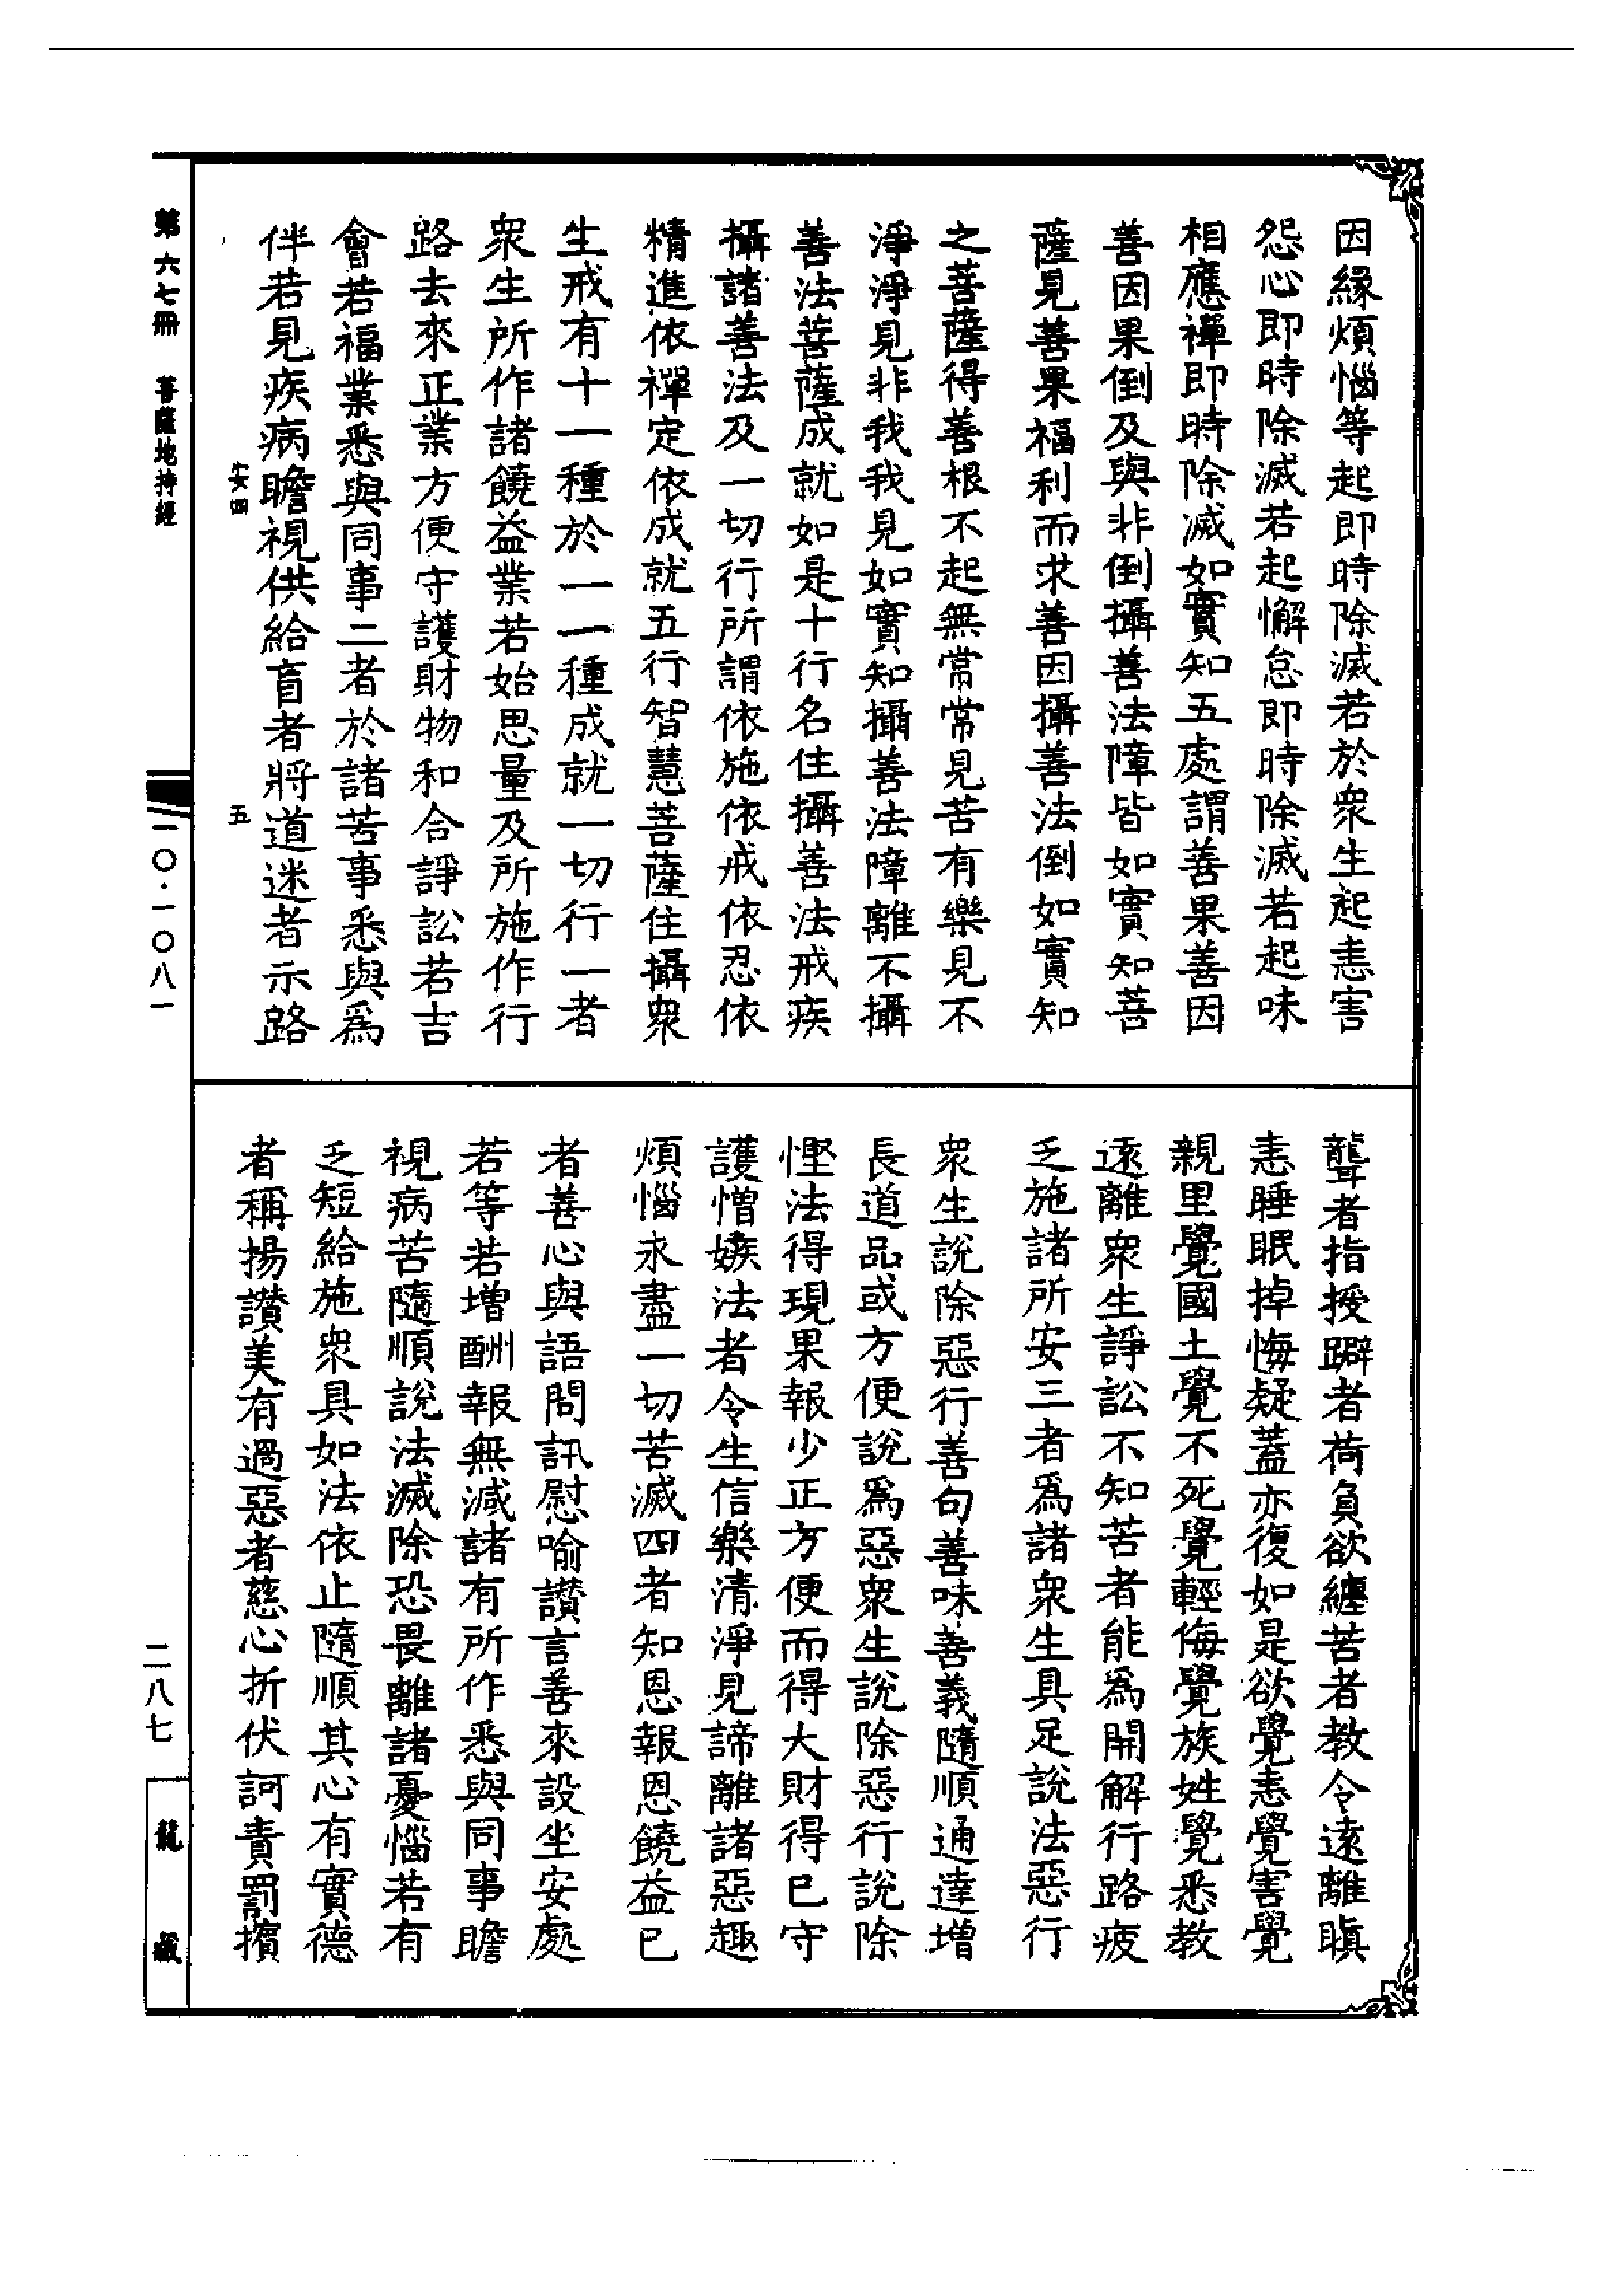 因緣煩惱等起即時除滅若於衆生起恚害
怨心即時除滅若起懈怠即時除滅若起味
相應禪即時除滅如實知五處謂善果善因
善因果倒及與非倒攝善法障皆如實知菩
薩見善果福利而求善因攝善法倒如實知
之菩薩得善根不起無常常見苦有樂見不
淨淨見非我我見如實知攝善法障離不攝
善法菩薩成就如是十行名住攝善法戒疾
攝諸善法及一切行所謂依施依戒依忍依
精進依禪定依成就五行智慧菩薩住攝衆
生戒有十一種於一一種成就一切行一者
衆生所作諸饒益業若始思量及所施作行
路去來正業方便守護財物和合諍訟若吉
會若福業悉與同事二者於諸苦事悉與爲
伴若見疾病瞻視供給盲者將道迷者示路
聾者指授躃者荷負欲纏苦者教令遠離瞋
恚睡眠掉悔疑蓋亦復如是欲覺恚覺害覺
親里覺國土覺不死覺輕侮覺族姓覺悉教
遠離衆生諍訟不知苦者能爲開解行路疲
乏施諸所安三者爲諸衆生具足說法惡行
衆生說除惡行善句善味善義隨順通達增
長道品或方便說爲惡衆生說除惡行說除
慳法得現果報少正方便而得大財得已守
護憎嫉法者令生信樂清淨見諦離諸惡趣
煩惱永盡一切苦滅四者知恩報恩饒益已
者善心與語問訊慰喻讃言善來設坐安處
若等若增酬報無減諸有所作悉與同事瞻
視病苦隨順說法滅除恐畏離諸憂惱若有
乏短給施衆具如法依止隨順其心有實德
者稱揚讃美有過惡者慈心折伏訶責罰擯
安四
五
第六七冊 菩薩地持經
一〇·一〇八一
二八七
龍藏